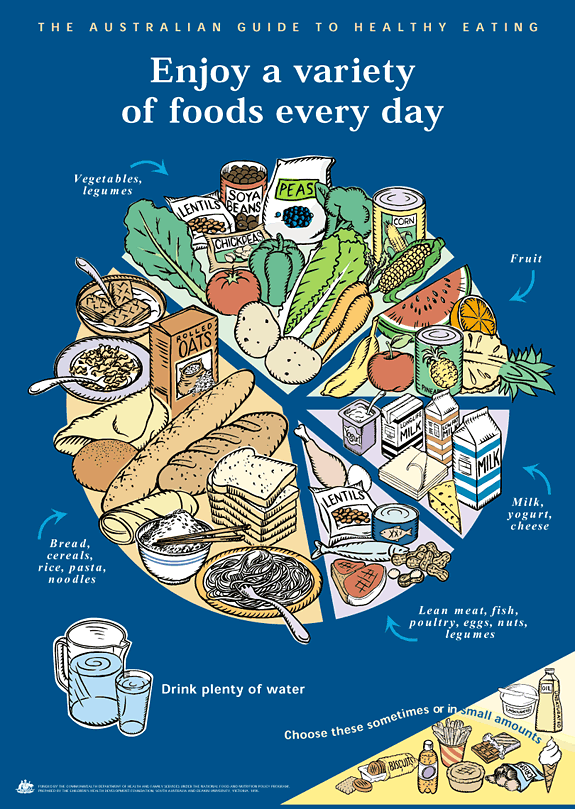 THE AUSTRALIAN GUIDE TO HEALTHY EATING
Enjoy a variety
of foods every day
Vegetables,
legumes
LENTILS
SOYA
BEANS
PEAS
CHICKPEAS
CORN
Fruit
ROLLED
OATS
PINE
MILK
MILK
Milk,
yogurt,
cheese
LENTILS
Bread,
cereals,
rice, pasta,
noodles
Lean meat, fish,
poultry, eggs, nuts,
legumes
Drink plenty of water
Choose these sometimes or in small amounts
OIL
BISCUITS